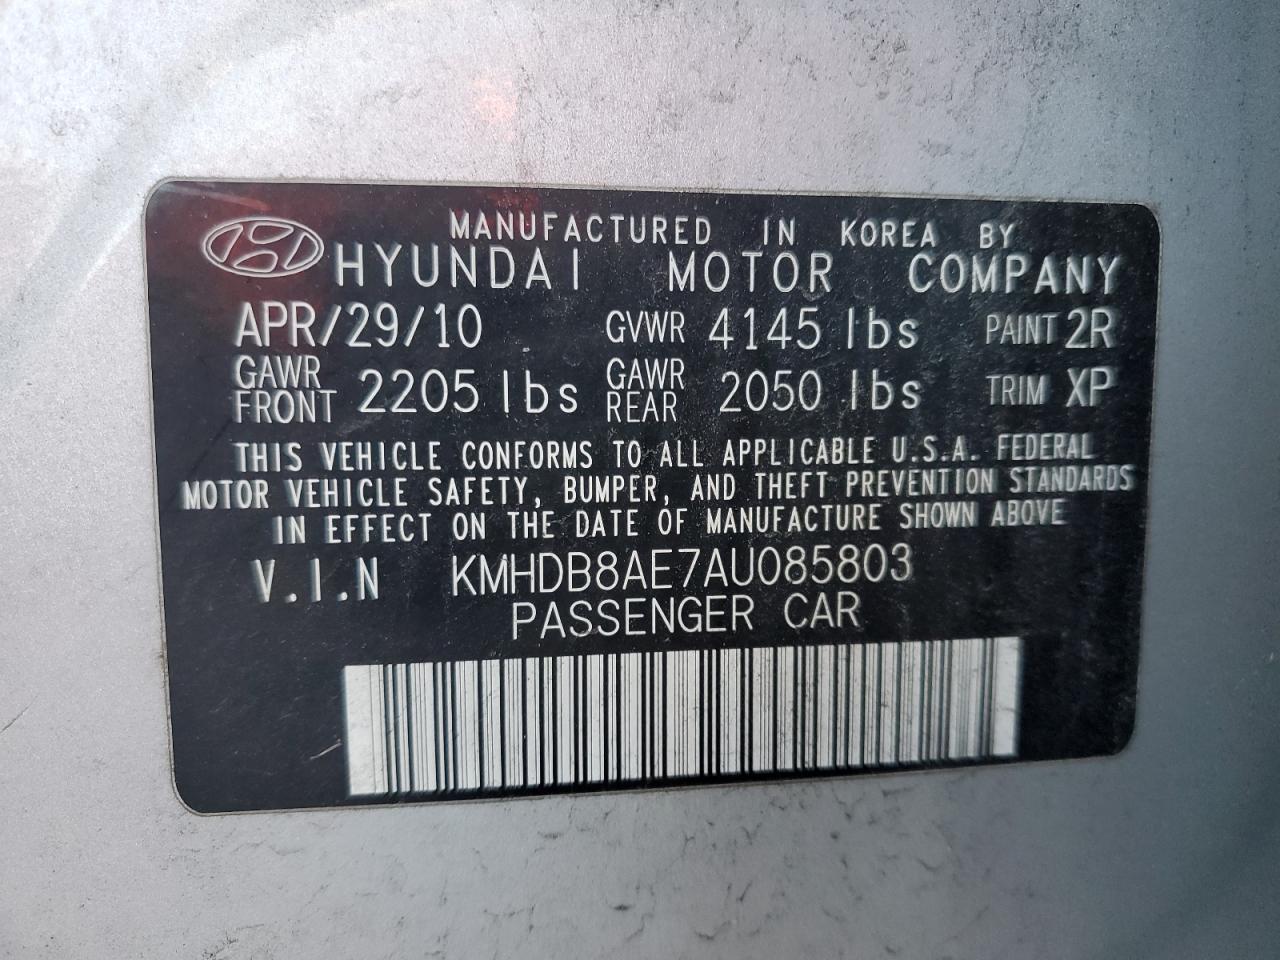 MANUFACTURED IN KOREA BY
HYUNDAI MOTOR COMPANY
APR/29/10 GVWR 4145 lbs PAINT 2R
GAWR FRONT 2205 lbs GAWR REAR 2050 lbs TRIM XP
THIS VEHICLE CONFORMS TO ALL APPLICABLE U.S.A. FEDERAL
MOTOR VEHICLE SAFETY, BUMPER, AND THEFT PREVENTION STANDARDS
IN EFFECT ON THE DATE OF MANUFACTURE SHOWN ABOVE
V.I.N KMHDB8AE7AU085803
PASSENGER CAR